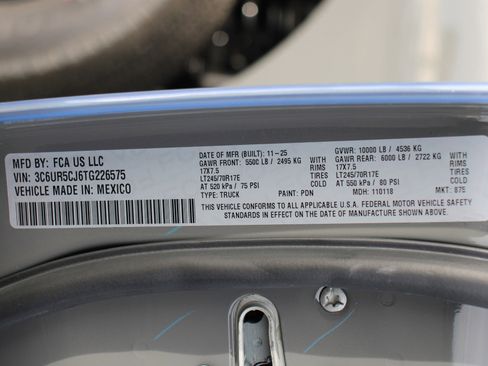 MFD BY: FCA US LLC
VIN: 3C6UR5CJ6TG226575
VEHICLE MADE IN: MEXICO
DATE OF MFR (BUILT): 11-25 GVWR: 10000 LB / 4536 KG
GAWR FRONT: 5500 LB / 2495 KG WITH GAWR REAR: 6000 LB / 2722 KG WITH
17X7.5 RIMS 17X7.5 RIMS
LT245/70R17E TIRES LT245/70R17E TIRES
AT 520 kPa / 75 PSI COLD AT 550 kPa / 80 PSI COLD
TYPE: TRUCK PAINT: PDN MDH: 110118 MKT: 875
THIS VEHICLE CONFORMS TO ALL APPLICABLE U.S.A. FEDERAL MOTOR VEHICLE SAFETY
STANDARDS IN EFFECT ON THE DATE OF MANUFACTURE SHOWN ABOVE.